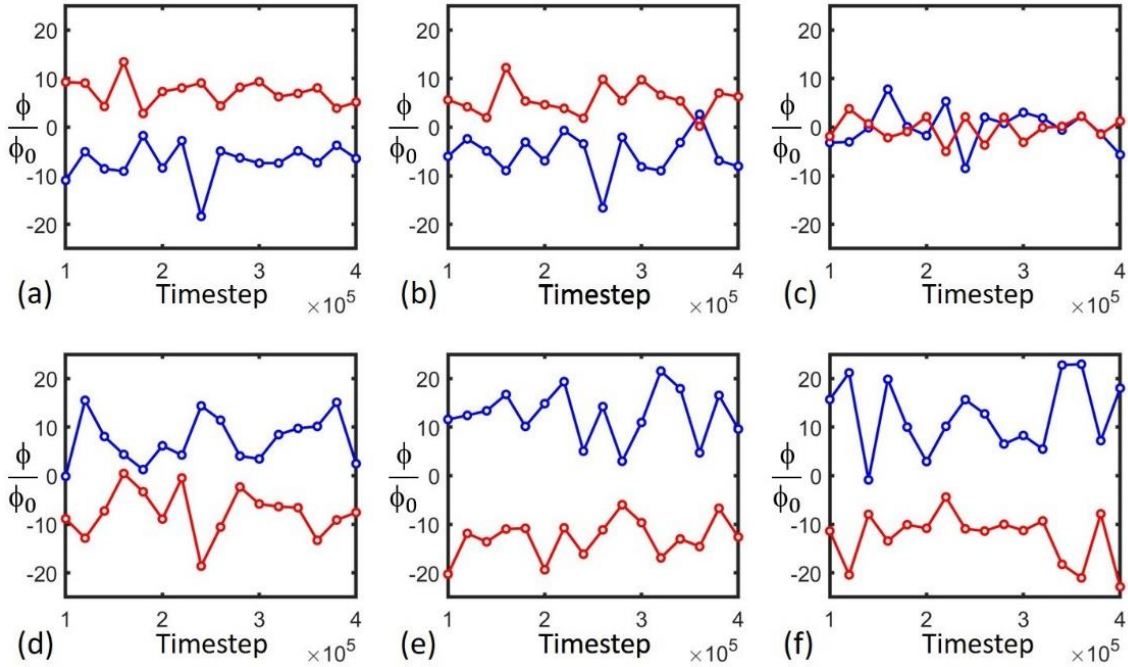 20
10
ϕ
ϕ0
0
-10
-20
1 2 3 4
(a) Timestep ×10^5
20
10
ϕ
ϕ0
0
-10
-20
1 2 3 4
(b) Timestep ×10^5
20
10
ϕ
ϕ0
0
-10
-20
1 2 3 4
(c) Timestep ×10^5
20
10
ϕ
ϕ0
0
-10
-20
1 2 3 4
(d) Timestep ×10^5
20
10
ϕ
ϕ0
0
-10
-20
1 2 3 4
(e) Timestep ×10^5
20
10
ϕ
ϕ0
0
-10
-20
1 2 3 4
(f) Timestep ×10^5